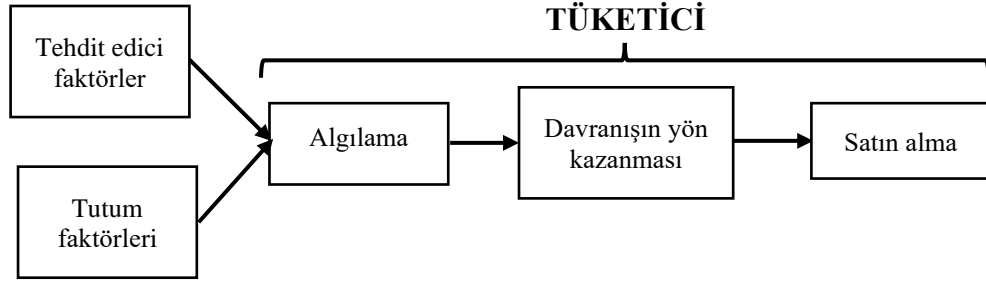 TÜKETİCİ
Tehdit edici
faktörler
Algılama
Davranışın yön
kazanması
Satın alma
Tutum
faktörleri